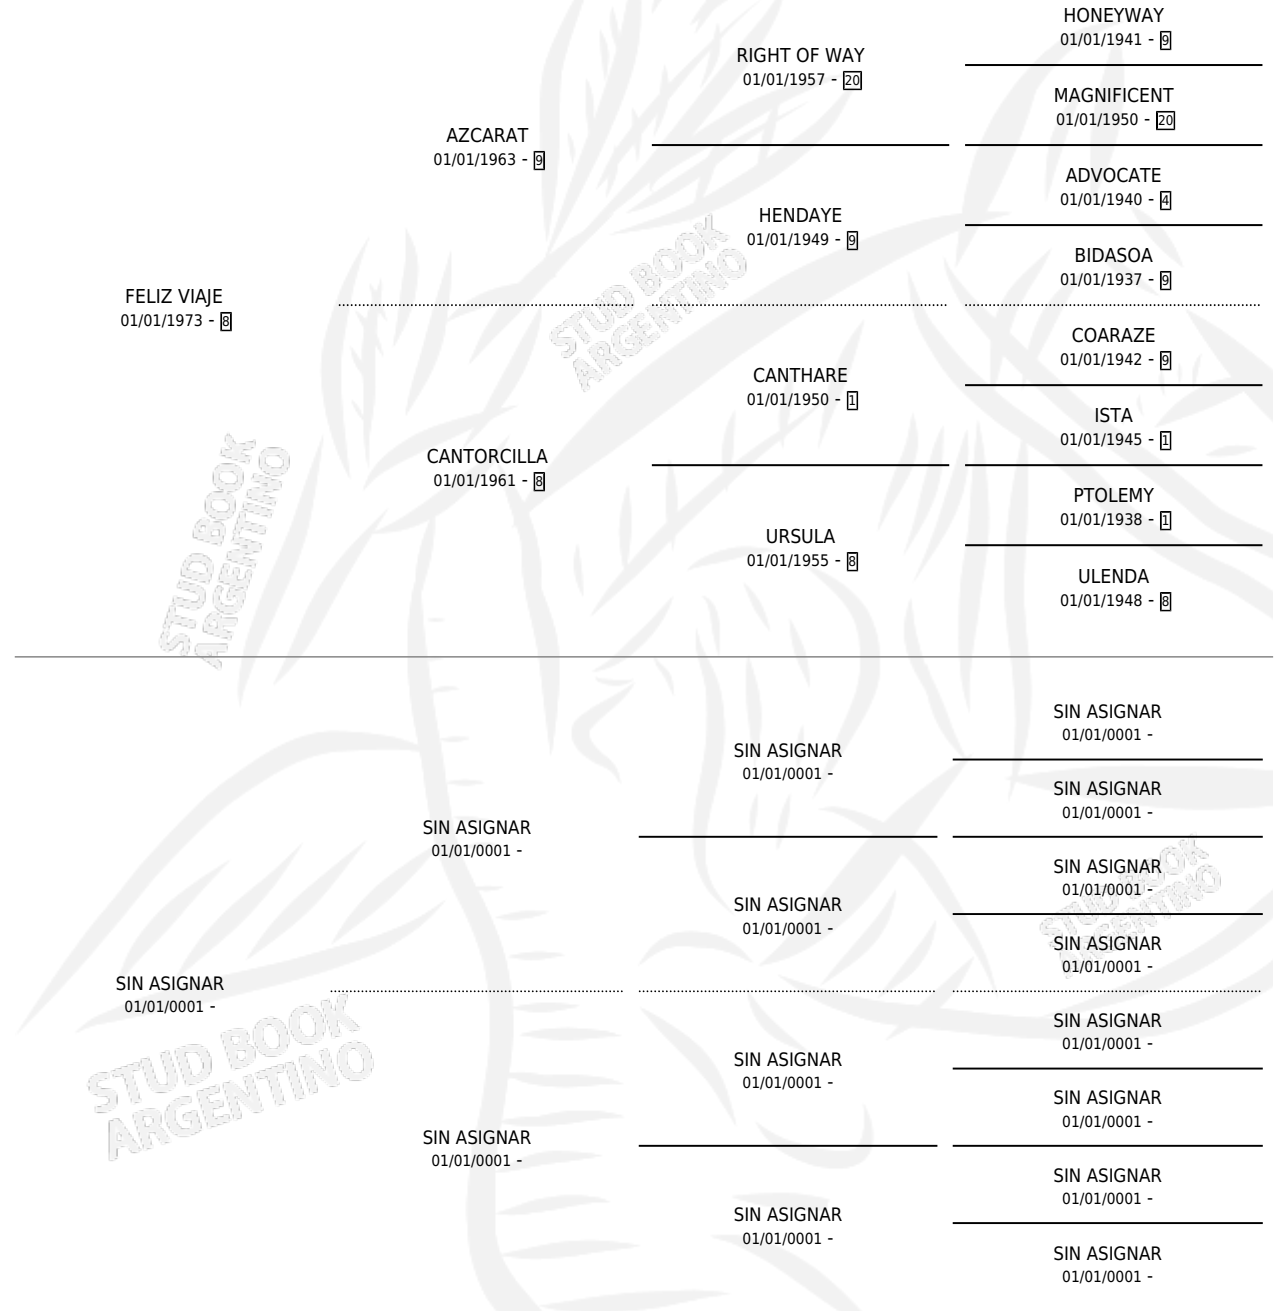 HONEYWAY
01/01/1941 - 9
RIGHT OF WAY
01/01/1957 - 20
MAGNIFICENT
01/01/1950 - 20
AZCARAT
01/01/1963 - 9
ADVOCATE
01/01/1940 - 4
HENDAYE
01/01/1949 - 9
BIDASOA
01/01/1937 - 9
FELIZ VIAJE
01/01/1973 - 8
COARAZE
01/01/1942 - 9
CANTHARE
01/01/1950 - 1
ISTA
01/01/1945 - 1
CANTORCILLA
01/01/1961 - 8
PTOLEMY
01/01/1938 - 1
URSULA
01/01/1955 - 8
ULENDA
01/01/1948 - 8
STUD BOOK
ARGENTINO
STUD BOOK
ARGENTINO
SIN ASIGNAR
01/01/0001 -
SIN ASIGNAR
01/01/0001 -
SIN ASIGNAR
01/01/0001 -
SIN ASIGNAR
01/01/0001 -
SIN ASIGNAR
01/01/0001 -
SIN ASIGNAR
01/01/0001 -
SIN ASIGNAR
01/01/0001 -
SIN ASIGNAR
01/01/0001 -
SIN ASIGNAR
01/01/0001 -
SIN ASIGNAR
01/01/0001 -
SIN ASIGNAR
01/01/0001 -
SIN ASIGNAR
01/01/0001 -
SIN ASIGNAR
01/01/0001 -
SIN ASIGNAR
01/01/0001 -
SIN ASIGNAR
01/01/0001 -
STUD BOOK
ARGENTINO
STUD BOOK
ARGENTINO